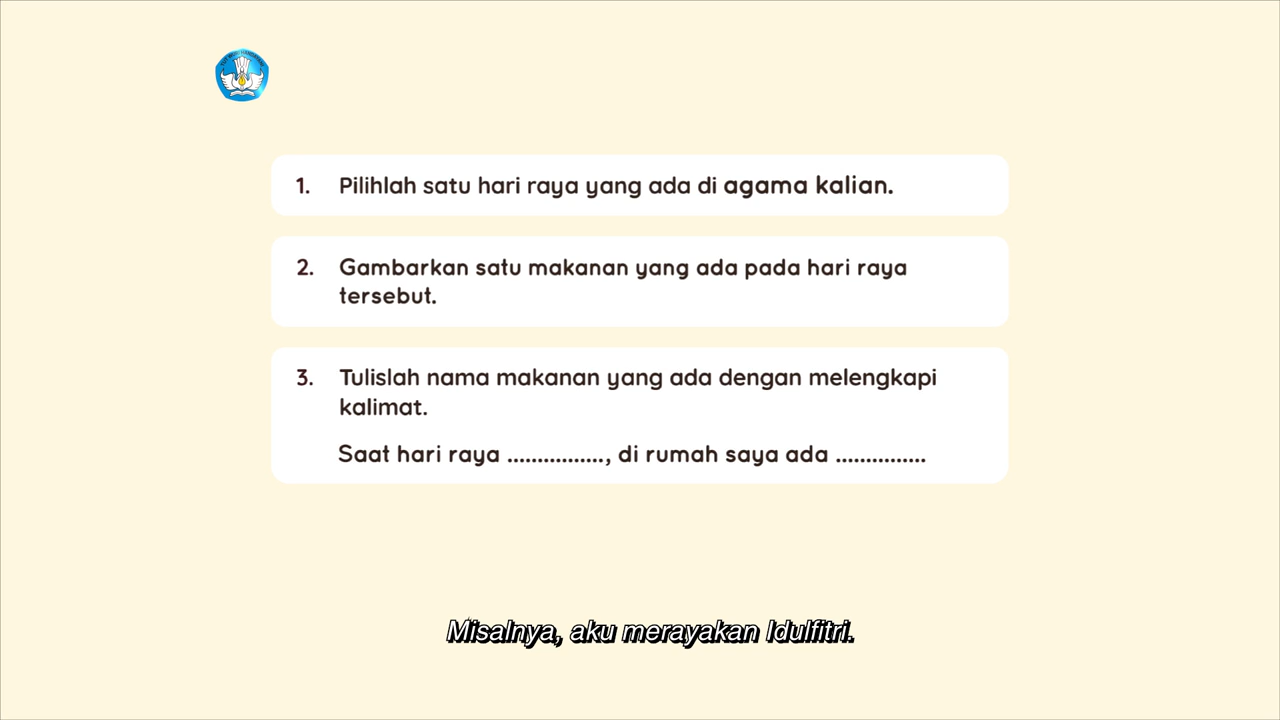 1. Pilihlah satu hari raya yang ada di agama kalian.
2. Gambarkan satu makanan yang ada pada hari raya
tersebut.
3. Tulislah nama makanan yang ada dengan melengkapi
kalimat.
Saat hari raya ................, di rumah saya ada ...............
Misalnya, aku merayakan Idulfitri.